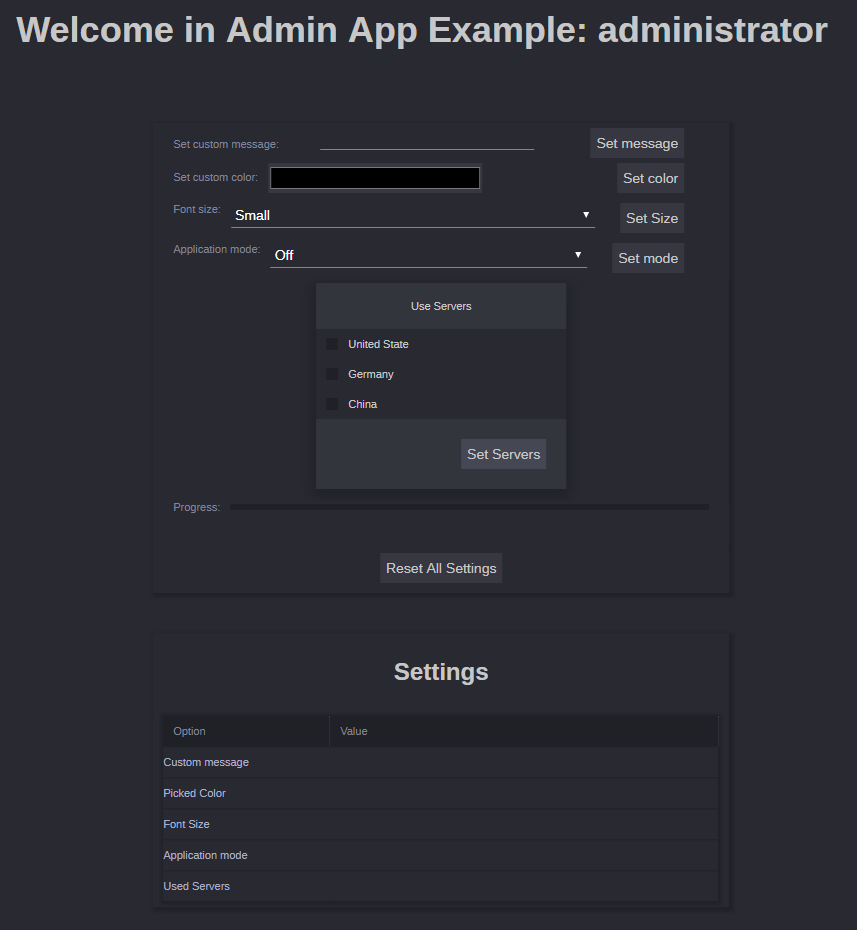 Welcome in Admin App Example: administrator
Set custom message: Set message
Set custom color: Set color
Font size: Small ▼ Set Size
Application mode: Off ▼ Set mode
Use Servers
United State
Germany
China
Set Servers
Progress:
Reset All Settings
Settings
Option Value
Custom message
Picked Color
Font Size
Application mode
Used Servers